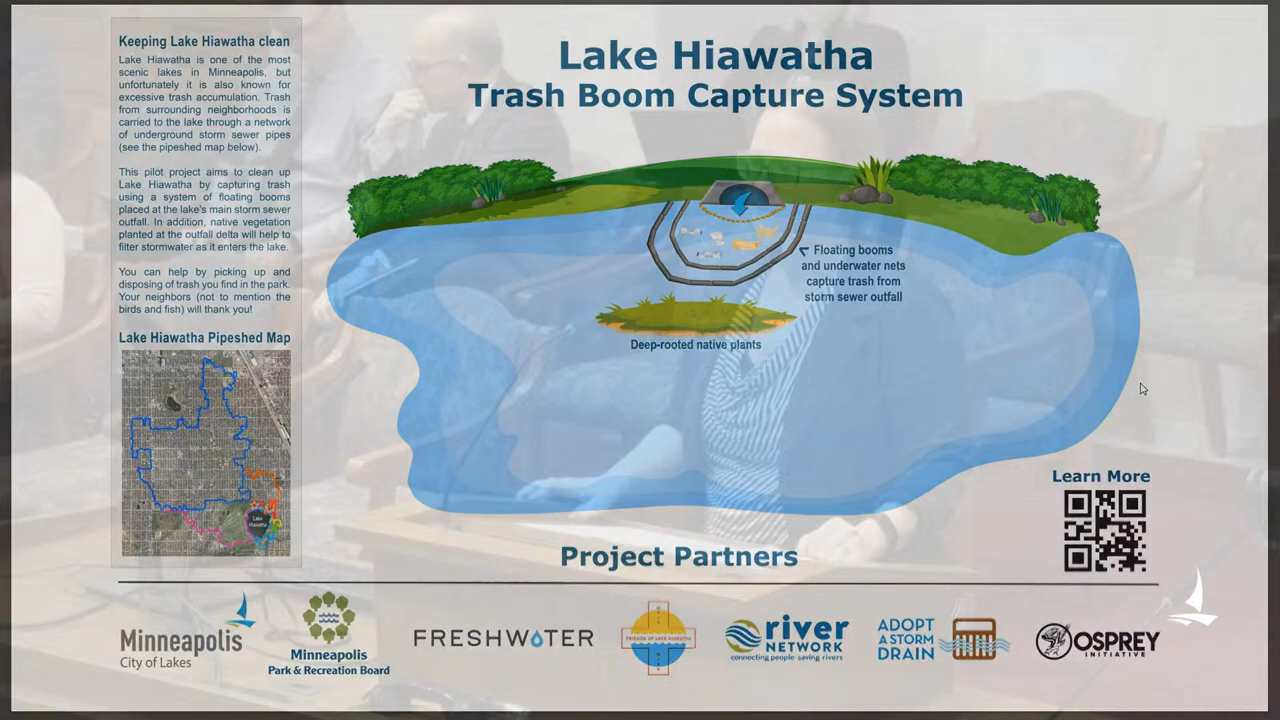 Keeping Lake Hiawatha clean
Lake Hiawatha is one of the most
scenic lakes in Minneapolis, but
unfortunately it is also known for
excessive trash accumulation. Trash
from surrounding neighborhoods is
carried to the lake through a network
of underground storm sewer pipes
(see the pipeshed map below).
This pilot project aims to clean up
Lake Hiawatha by capturing trash
using a system of floating booms
placed at the lake's main storm sewer
outfall. In addition, native vegetation
planted at the outfall delta will help to
filter stormwater as it enters the lake.
You can help by picking up and
disposing of trash you find in the park.
Your neighbors (not to mention the
birds and fish) will thank you!
Lake Hiawatha Pipeshed Map
Lake
Hiawatha
Lake Hiawatha
Trash Boom Capture System
Floating booms
and underwater nets
capture trash from
storm sewer outfall
Deep-rooted native plants
Learn More
Project Partners
Minneapolis
City of Lakes
Minneapolis
Park & Recreation Board
FRESHWATER
FRIENDS OF LAKE HIAWATHA
river
NETWORK
connecting people·saving rivers
ADOPT
A STORM
DRAIN
OSPREY
INITIATIVE